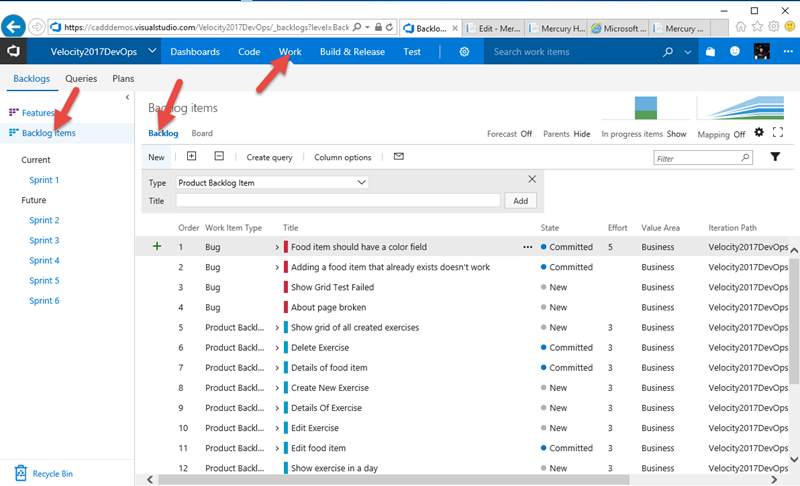 https://cadddemos.visualstudio.com/Velocity2017DevOps/_backlogs?level=Back
Backlo...
Edit - Mer...
Mercury H...
Microsoft ...
Mercury ...
Velocity2017DevOps
Dashboards
Code
Work
Build & Release
Test
Search work items
Backlogs
Queries
Plans
Features
Backlog items
Current
Sprint 1
Future
Sprint 2
Sprint 3
Sprint 4
Sprint 5
Sprint 6
Recycle Bin
Backlog items
Backlog
Board
Forecast Off
Parents Hide
In progress items Show
Mapping Off
New
Create query
Column options
Filter
Type
Product Backlog Item
Title
Add
Order Work Item Type Title State Effort Value Area Iteration Path
1 Bug Food item should have a color field ... Committed 5 Business Velocity2017DevOps
2 Bug Adding a food item that already exists doesn't work Committed Business Velocity2017DevOps
3 Bug Show Grid Test Failed New Business Velocity2017DevOps
4 Bug About page broken New Business Velocity2017DevOps
5 Product Backl... Show grid of all created exercises New 3 Business Velocity2017DevOps
6 Product Backl... Delete Exercise Committed 3 Business Velocity2017DevOps
7 Product Backl... Details of food item Committed 3 Business Velocity2017DevOps
8 Product Backl... Create New Exercise New 3 Business Velocity2017DevOps
9 Product Backl... Details Of Exercise New 3 Business Velocity2017DevOps
10 Product Backl... Edit Exercise New 3 Business Velocity2017DevOps
11 Product Backl... Edit food item Committed 3 Business Velocity2017DevOps
12 Product Backl... Show exercise in a day New 3 Business Velocity2017DevOps